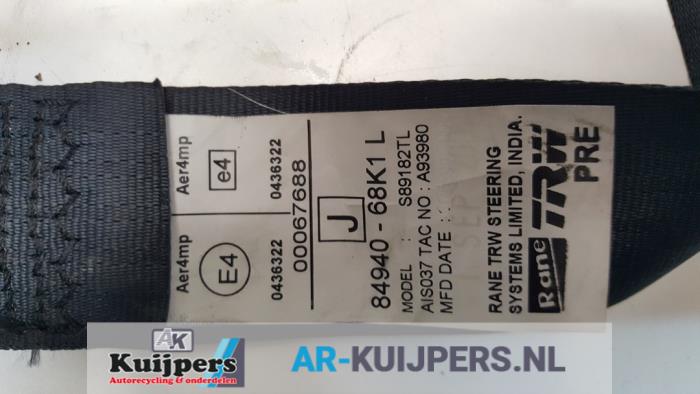 Aer4mp
e4
0436322
Aer4mp
E4
0436322
00067688
J
84940 - 68K1 L
MODEL : S89182TL
AIS037 TAC NO : A93980
MFD DATE :
RANE TRW STEERING
SYSTEMS LIMITED, INDIA.
Rane TRW
PRE
AK
Kuijpers
Autorecycling & onderdelen
AR-KUIJPERS.NL